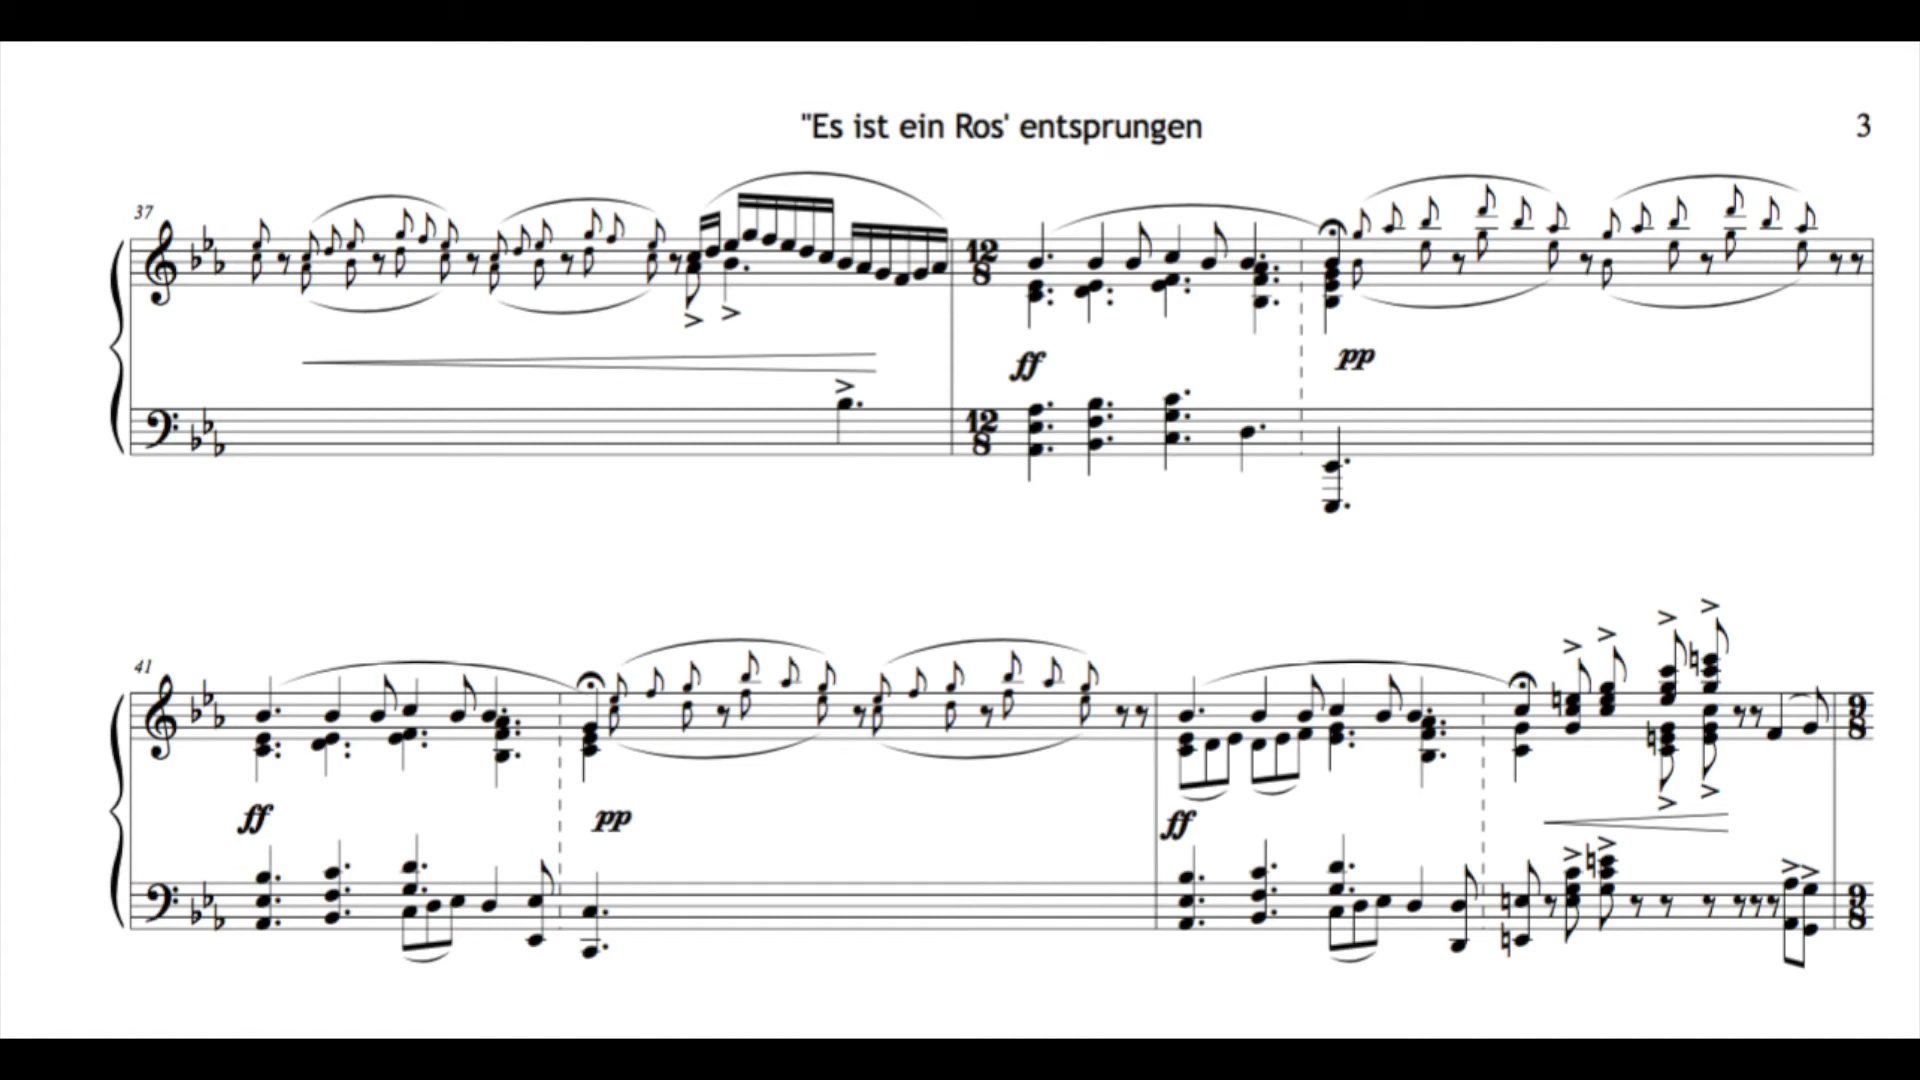 "Es ist ein Ros' entsprungen
3
37
12
8
ff
pp
12
8
41
ff
pp
ff
9
8
9
8